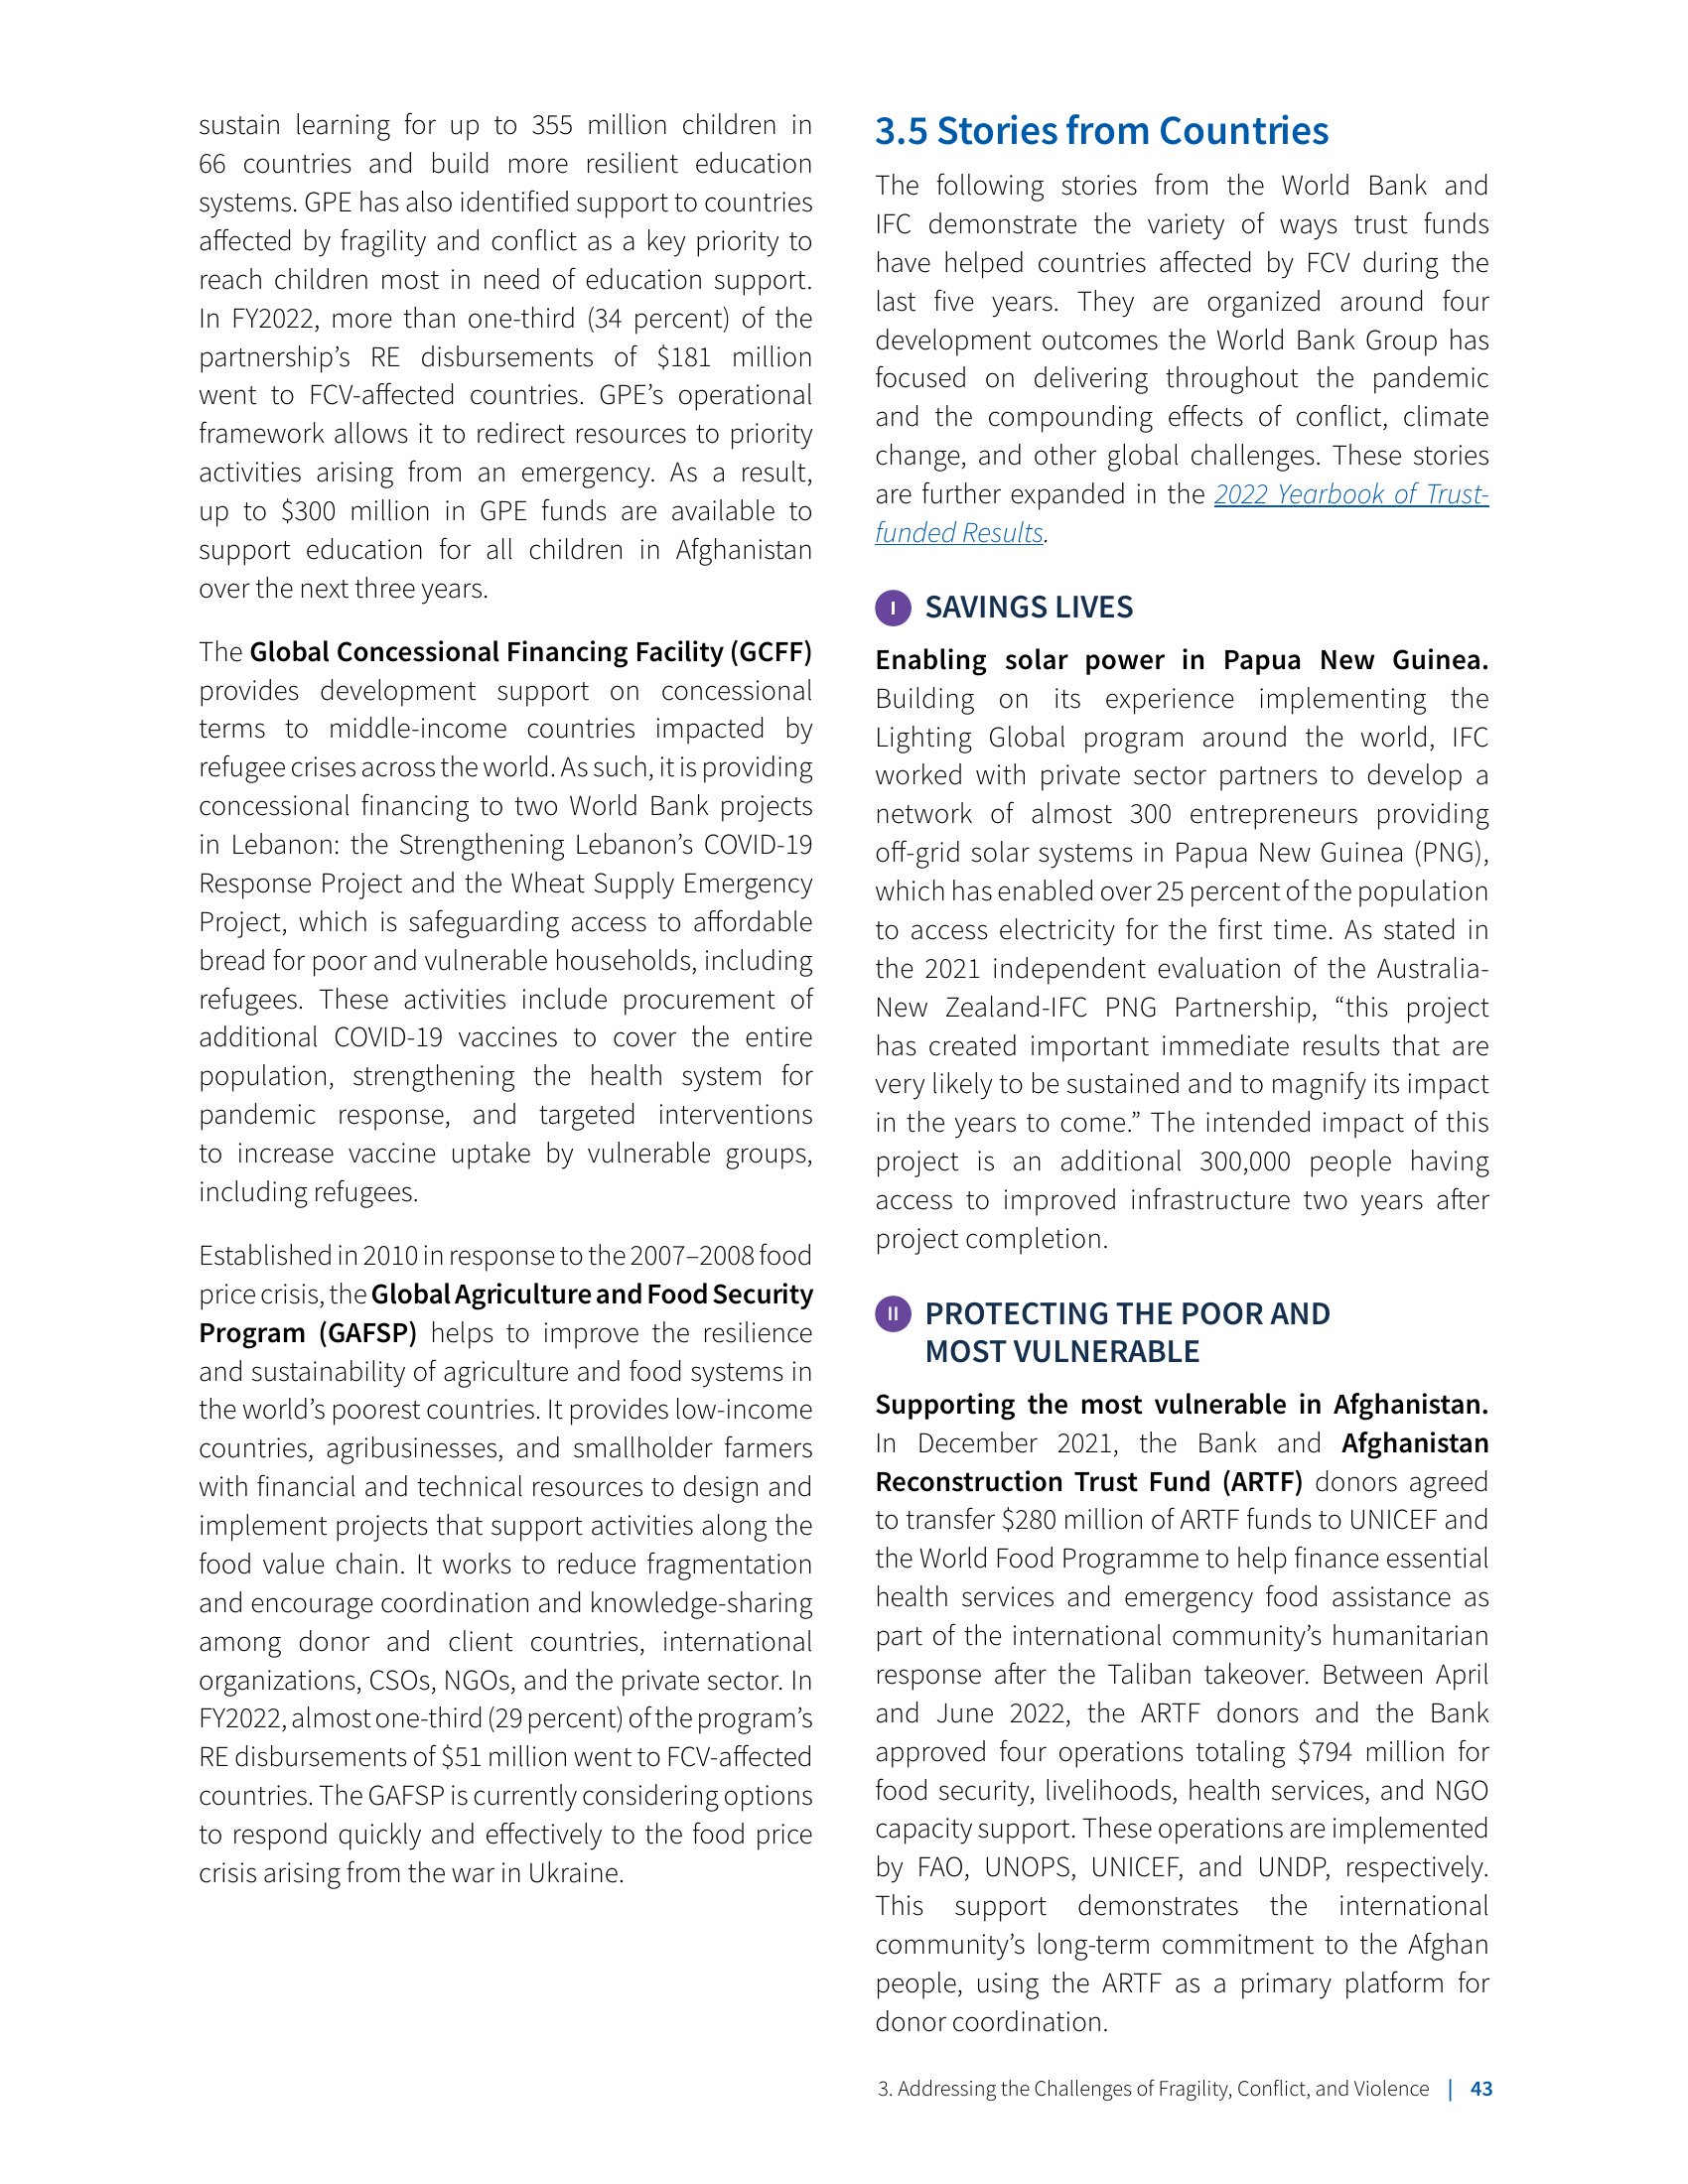 sustain learning for up to 355 million children in
66 countries and build more resilient education
systems. GPE has also identified support to countries
affected by fragility and conflict as a key priority to
reach children most in need of education support.
In FY2022, more than one-third (34 percent) of the
partnership’s RE disbursements of $181 million
went to FCV-affected countries. GPE’s operational
framework allows it to redirect resources to priority
activities arising from an emergency. As a result,
up to $300 million in GPE funds are available to
support education for all children in Afghanistan
over the next three years.
The Global Concessional Financing Facility (GCFF)
provides development support on concessional
terms to middle-income countries impacted by
refugee crises across the world. As such, it is providing
concessional financing to two World Bank projects
in Lebanon: the Strengthening Lebanon’s COVID-19
Response Project and the Wheat Supply Emergency
Project, which is safeguarding access to affordable
bread for poor and vulnerable households, including
refugees. These activities include procurement of
additional COVID-19 vaccines to cover the entire
population, strengthening the health system for
pandemic response, and targeted interventions
to increase vaccine uptake by vulnerable groups,
including refugees.
Established in 2010 in response to the 2007–2008 food
price crisis, the Global Agriculture and Food Security
Program (GAFSP) helps to improve the resilience
and sustainability of agriculture and food systems in
the world’s poorest countries. It provides low-income
countries, agribusinesses, and smallholder farmers
with financial and technical resources to design and
implement projects that support activities along the
food value chain. It works to reduce fragmentation
and encourage coordination and knowledge-sharing
among donor and client countries, international
organizations, CSOs, NGOs, and the private sector. In
FY2022, almost one-third (29 percent) of the program’s
RE disbursements of $51 million went to FCV-affected
countries. The GAFSP is currently considering options
to respond quickly and effectively to the food price
crisis arising from the war in Ukraine.
3.5 Stories from Countries
The following stories from the World Bank and
IFC demonstrate the variety of ways trust funds
have helped countries affected by FCV during the
last five years. They are organized around four
development outcomes the World Bank Group has
focused on delivering throughout the pandemic
and the compounding effects of conflict, climate
change, and other global challenges. These stories
are further expanded in the 2022 Yearbook of Trust-
funded Results.
I SAVINGS LIVES
Enabling solar power in Papua New Guinea.
Building on its experience implementing the
Lighting Global program around the world, IFC
worked with private sector partners to develop a
network of almost 300 entrepreneurs providing
off-grid solar systems in Papua New Guinea (PNG),
which has enabled over 25 percent of the population
to access electricity for the first time. As stated in
the 2021 independent evaluation of the Australia-
New Zealand-IFC PNG Partnership, “this project
has created important immediate results that are
very likely to be sustained and to magnify its impact
in the years to come.” The intended impact of this
project is an additional 300,000 people having
access to improved infrastructure two years after
project completion.
II PROTECTING THE POOR AND
MOST VULNERABLE
Supporting the most vulnerable in Afghanistan.
In December 2021, the Bank and Afghanistan
Reconstruction Trust Fund (ARTF) donors agreed
to transfer $280 million of ARTF funds to UNICEF and
the World Food Programme to help finance essential
health services and emergency food assistance as
part of the international community’s humanitarian
response after the Taliban takeover. Between April
and June 2022, the ARTF donors and the Bank
approved four operations totaling $794 million for
food security, livelihoods, health services, and NGO
capacity support. These operations are implemented
by FAO, UNOPS, UNICEF, and UNDP, respectively.
This support demonstrates the international
community’s long-term commitment to the Afghan
people, using the ARTF as a primary platform for
donor coordination.
3. Addressing the Challenges of Fragility, Conflict, and Violence | 43